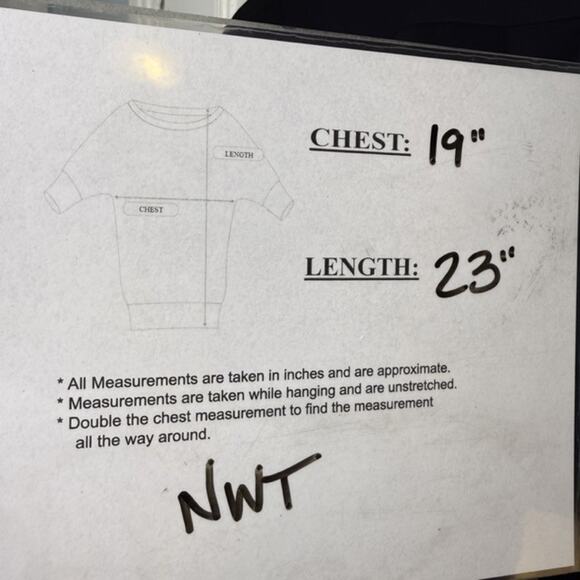 LENGTH
CHEST
CHEST: 19"
LENGTH: 23"
* All Measurements are taken in inches and are approximate.
* Measurements are taken while hanging and are unstretched.
* Double the chest measurement to find the measurement
all the way around.
NWT